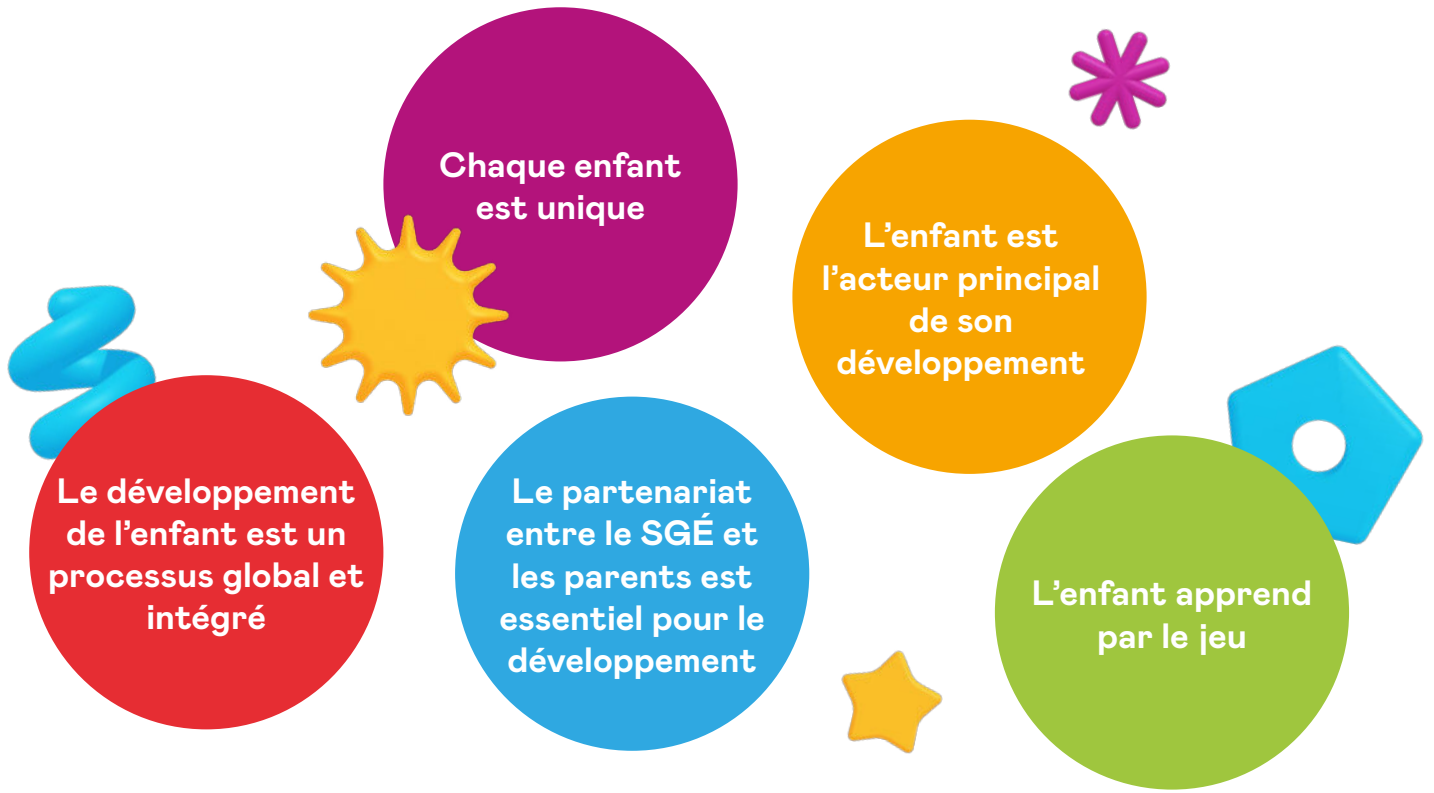 Chaque enfant
est unique
L’enfant est
l’acteur principal
de son
développement
Le développement
de l’enfant est un
processus global et
intégré
Le partenariat
entre le SGÉ et
les parents est
essentiel pour le
développement
L’enfant apprend
par le jeu